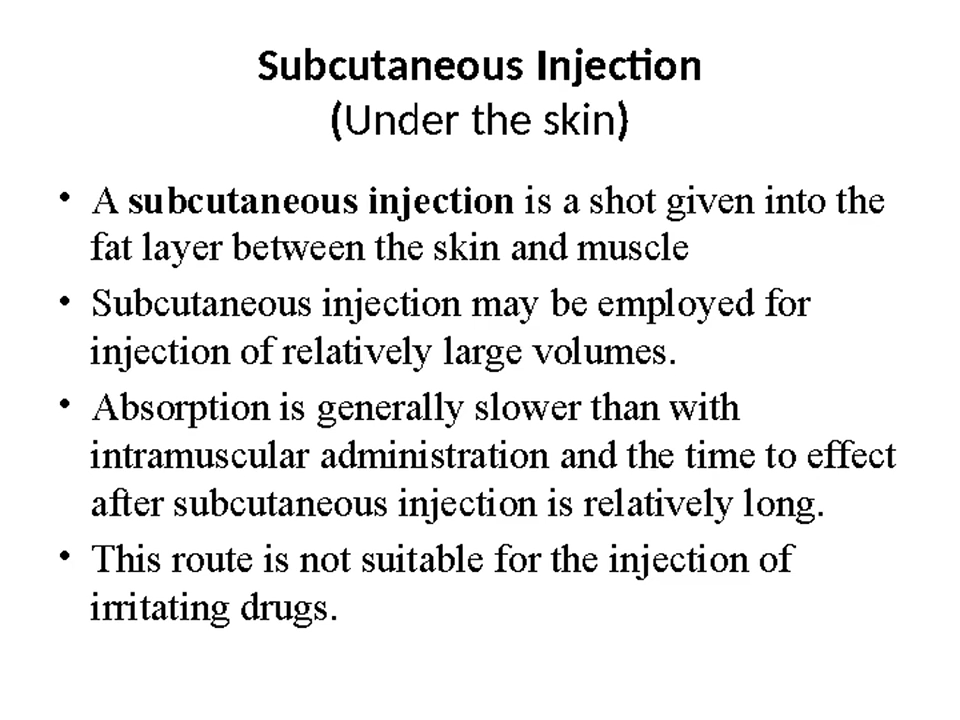 Subcutaneous Injection
(Under the skin)
• A subcutaneous injection is a shot given into the
fat layer between the skin and muscle
• Subcutaneous injection may be employed for
injection of relatively large volumes.
• Absorption is generally slower than with
intramuscular administration and the time to effect
after subcutaneous injection is relatively long.
• This route is not suitable for the injection of
irritating drugs.